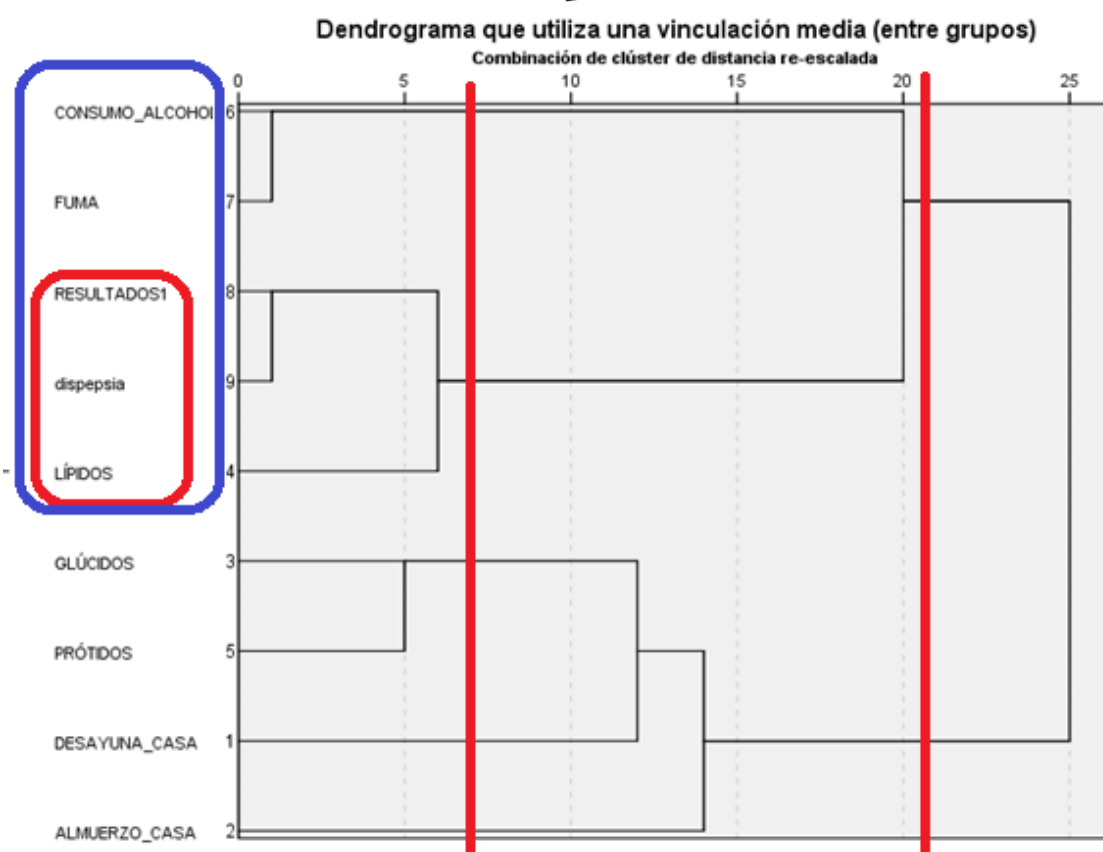 Dendrograma que utiliza una vinculación media (entre grupos)
Combinación de clúster de distancia re-escalada
0 5 10 15 20 25
CONSUMO_ALCOHOL 6
FUMA 7
RESULTADOS1 8
dispepsia 9
LÍPIDOS 4
GLÚCIDOS 3
PRÓTIDOS 5
DESAYUNA_CASA 1
ALMUERZO_CASA 2